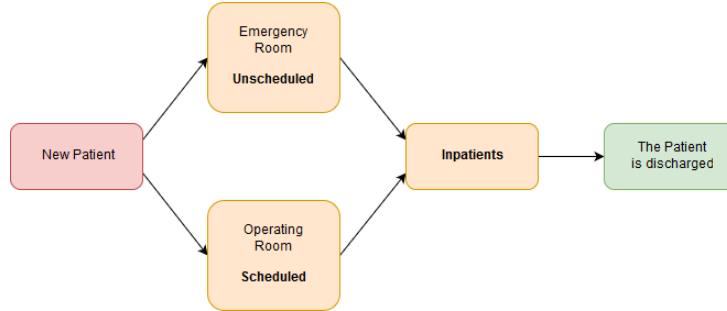 New Patient
Emergency
Room
Unscheduled
Operating
Room
Scheduled
Inpatients
The Patient
is discharged